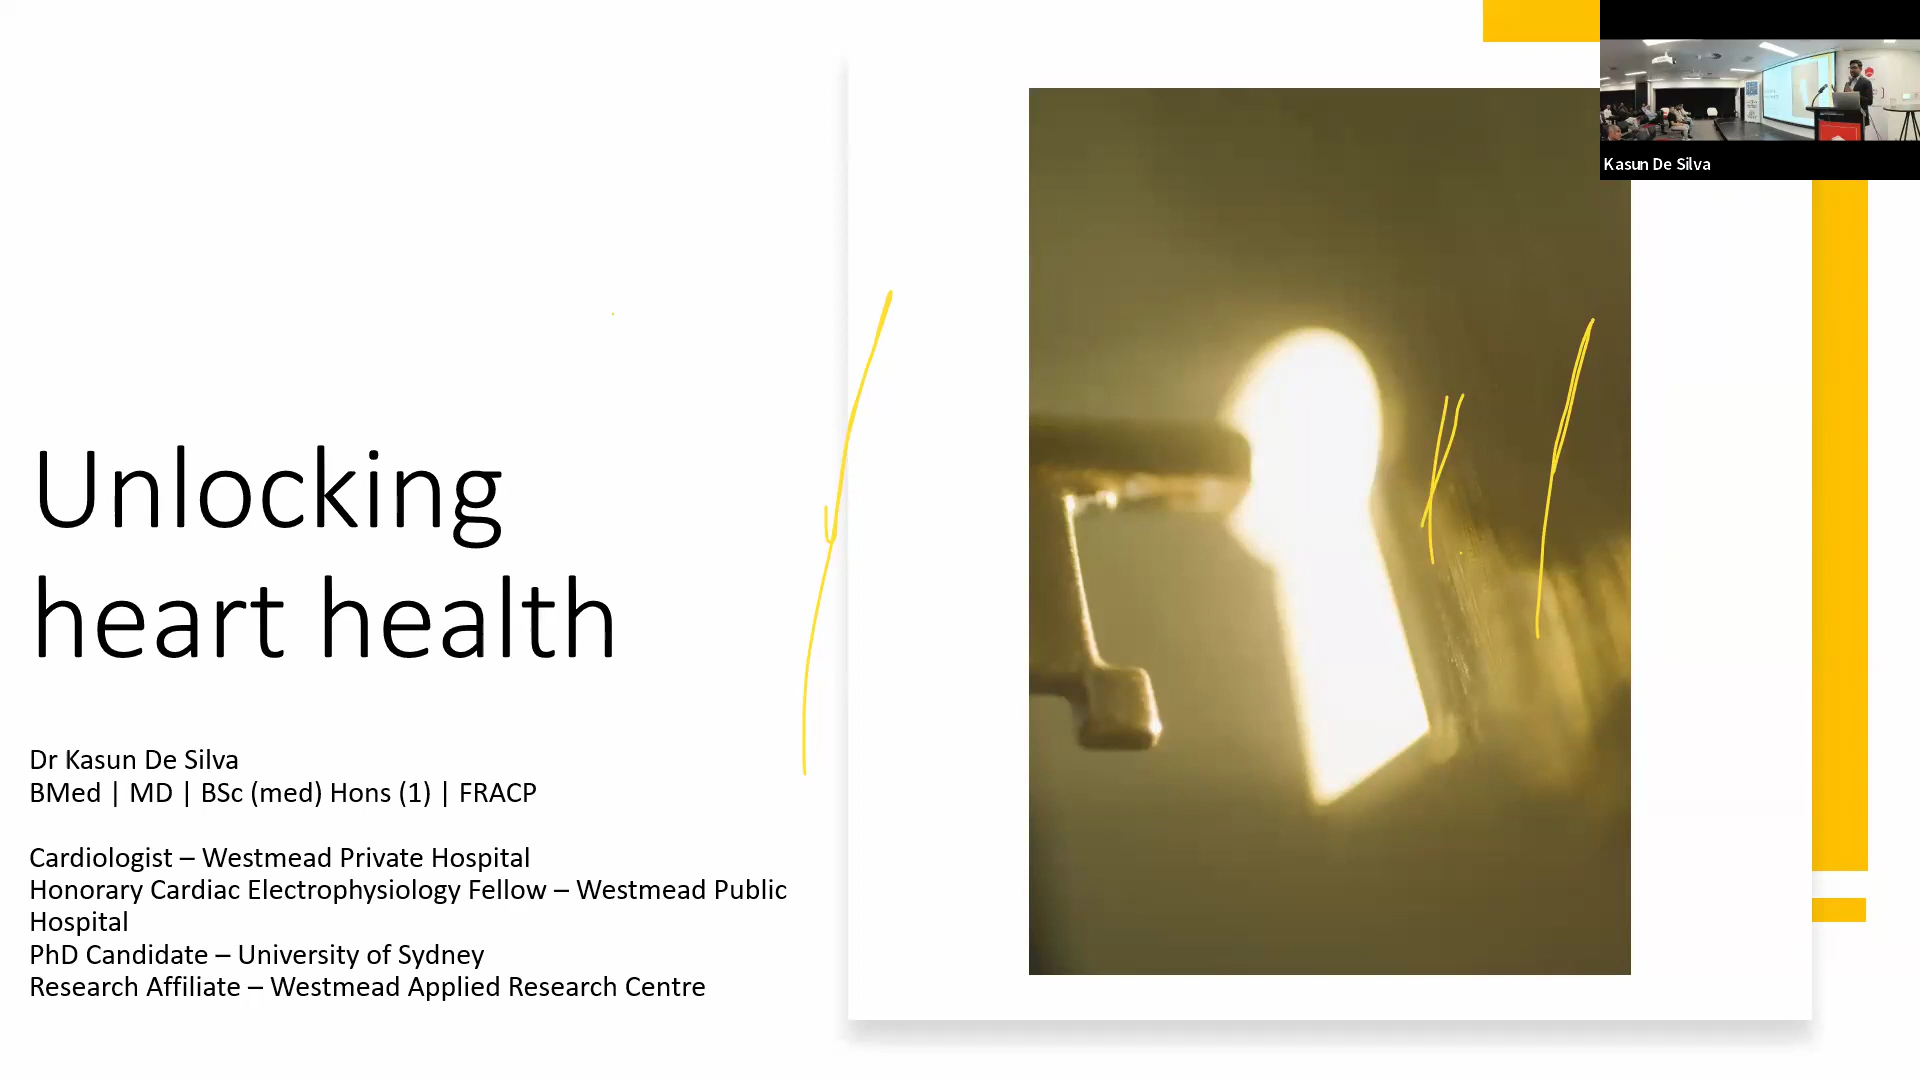 Unlocking
heart health
Dr Kasun De Silva
BMed | MD | BSc (med) Hons (1) | FRACP
Cardiologist – Westmead Private Hospital
Honorary Cardiac Electrophysiology Fellow – Westmead Public
Hospital
PhD Candidate – University of Sydney
Research Affiliate – Westmead Applied Research Centre
Kasun De Silva